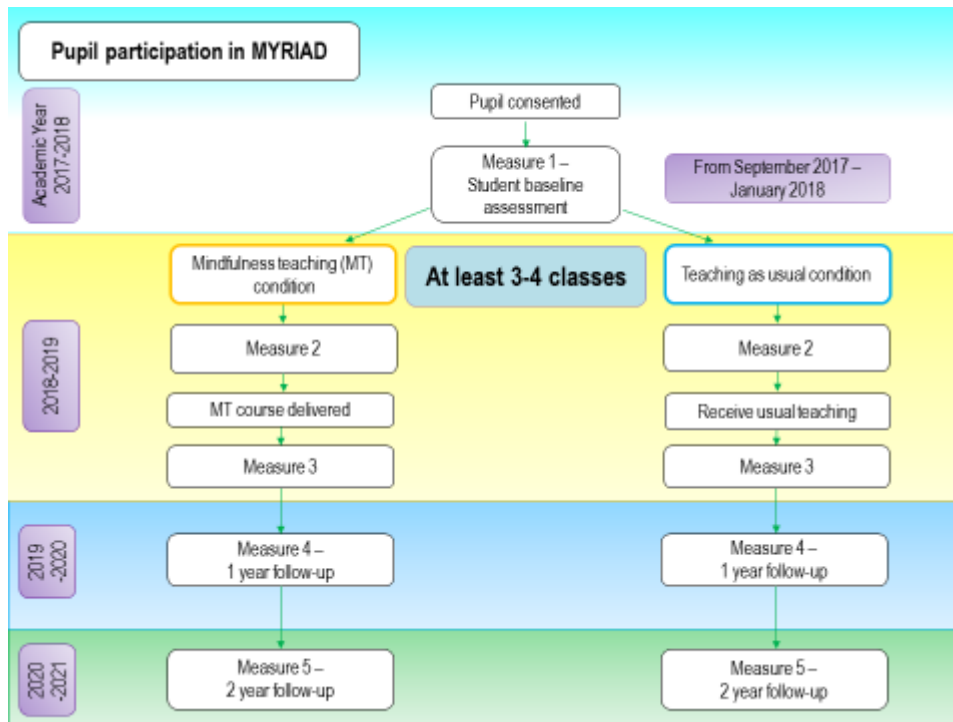 Pupil participation in MYRIAD
Academic Year
2017-2018
Pupil consented
Measure 1 –
Student baseline
assessment
From September 2017 –
January 2018
2018-2019
Mindfulness teaching (MT)
condition
At least 3-4 classes
Teaching as usual condition
Measure 2
Measure 2
MT course delivered
Receive usual teaching
Measure 3
Measure 3
2019
-2020
Measure 4 –
1 year follow-up
Measure 4 –
1 year follow-up
2020
-2021
Measure 5 –
2 year follow-up
Measure 5 –
2 year follow-up